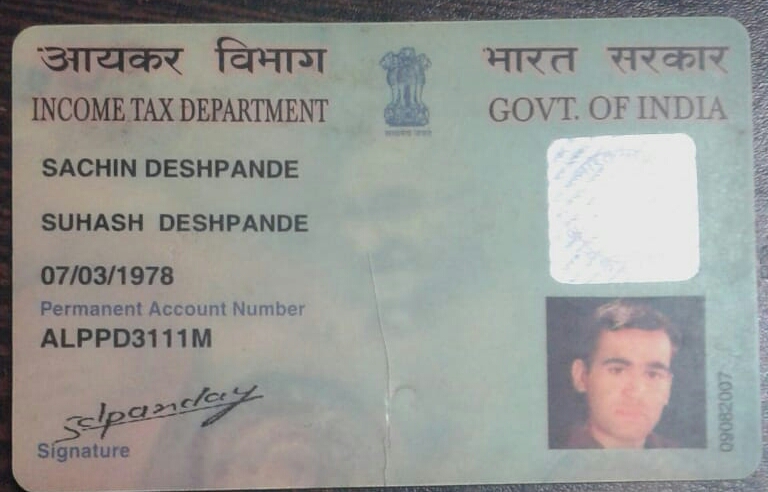 आयकर विभाग
INCOME TAX DEPARTMENT
भारत सरकार
GOVT. OF INDIA
SACHIN DESHPANDE
SUHASH DESHPANDE
07/03/1978
Permanent Account Number
ALPPD3111M
Signature
09082007